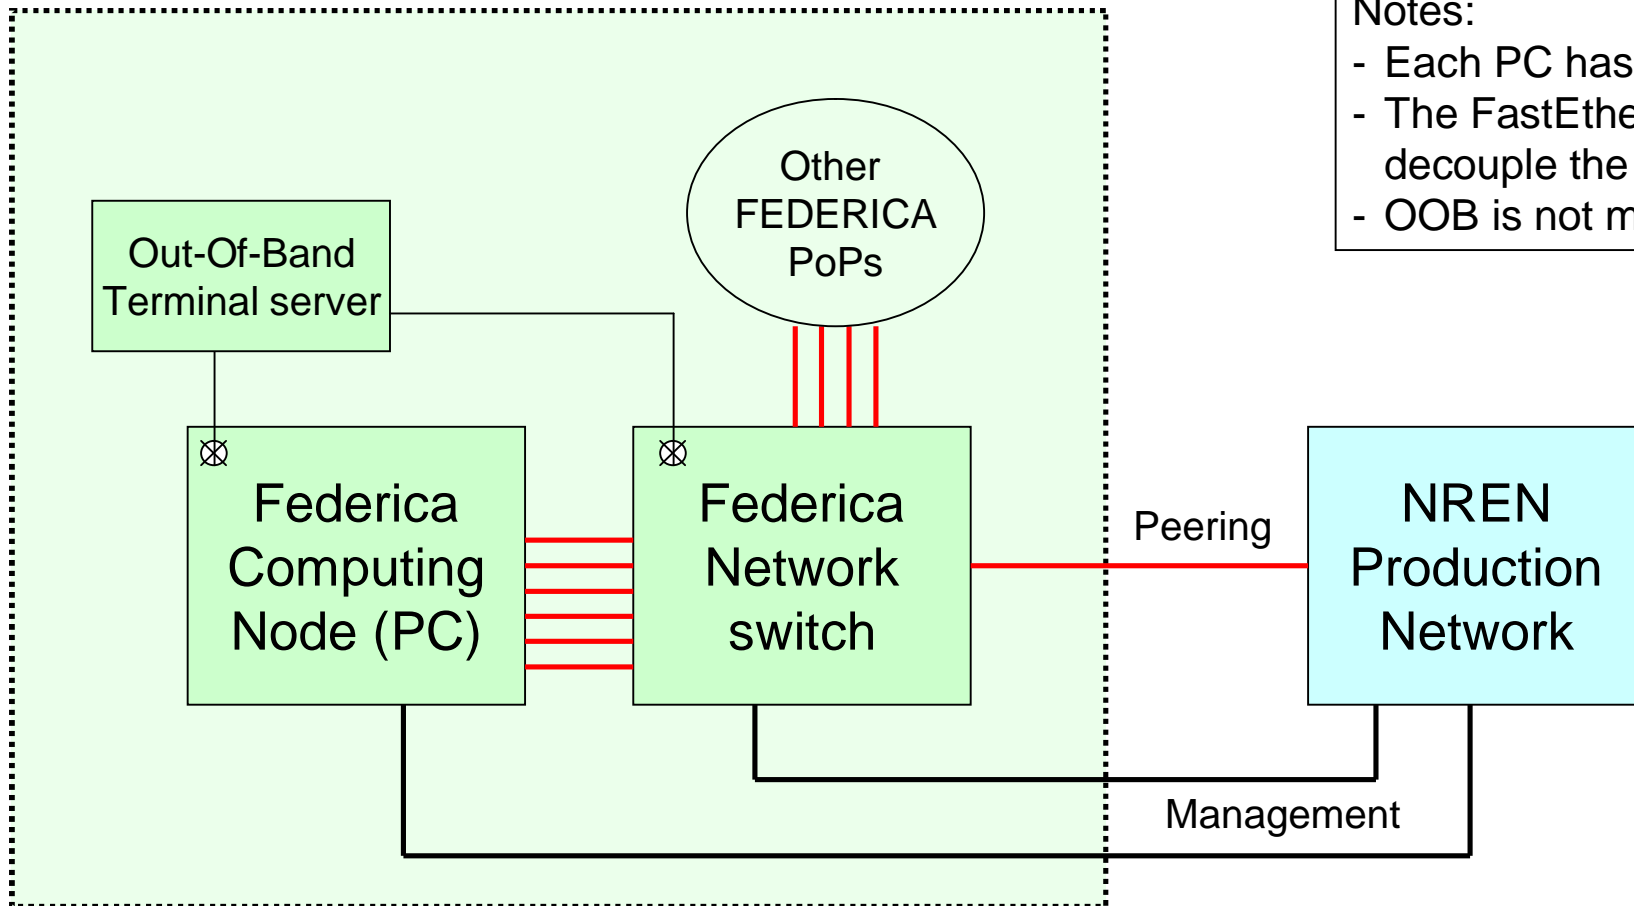 Notes:
- Each PC has
- The FastEthe
decouple the
- OOB is not m
Other
FEDERICA
PoPs
Out-Of-Band
Terminal server
Federica
Computing
Node (PC)
Federica
Network
switch
Peering
NREN
Production
Network
Management